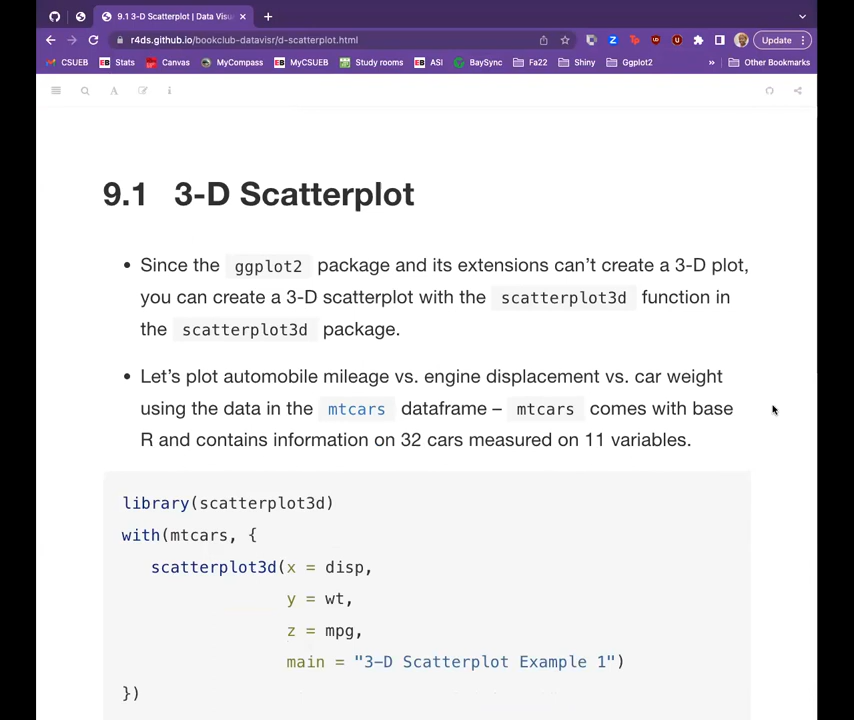 9.1 3-D Scatterplot | Data Visu
r4ds.github.io/bookclub-datavisr/d-scatterplot.html
Update
CSUEB Stats Canvas MyCompass MyCSUEB Study rooms ASI BaySync Fa22 Shiny Ggplot2 » Other Bookmarks
9.1 3-D Scatterplot
• Since the ggplot2 package and its extensions can’t create a 3-D plot,
you can create a 3-D scatterplot with the scatterplot3d function in
the scatterplot3d package.
• Let’s plot automobile mileage vs. engine displacement vs. car weight
using the data in the mtcars dataframe – mtcars comes with base
R and contains information on 32 cars measured on 11 variables.
library(scatterplot3d)
with(mtcars, {
scatterplot3d(x = disp,
y = wt,
z = mpg,
main = "3-D Scatterplot Example 1")
})